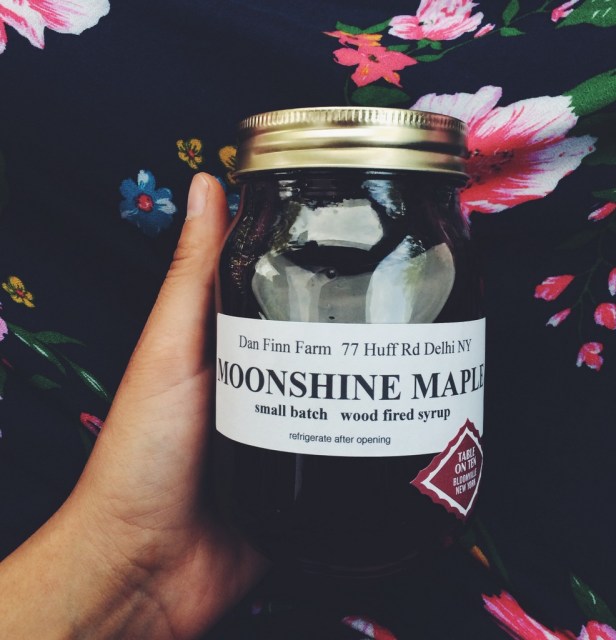 Dan Finn Farm 77 Huff Rd Delhi NY
MOONSHINE MAPLE
small batch wood fired syrup
refrigerate after opening
TABLE
ON TEN
BLOOMVILLE
NEW YORK